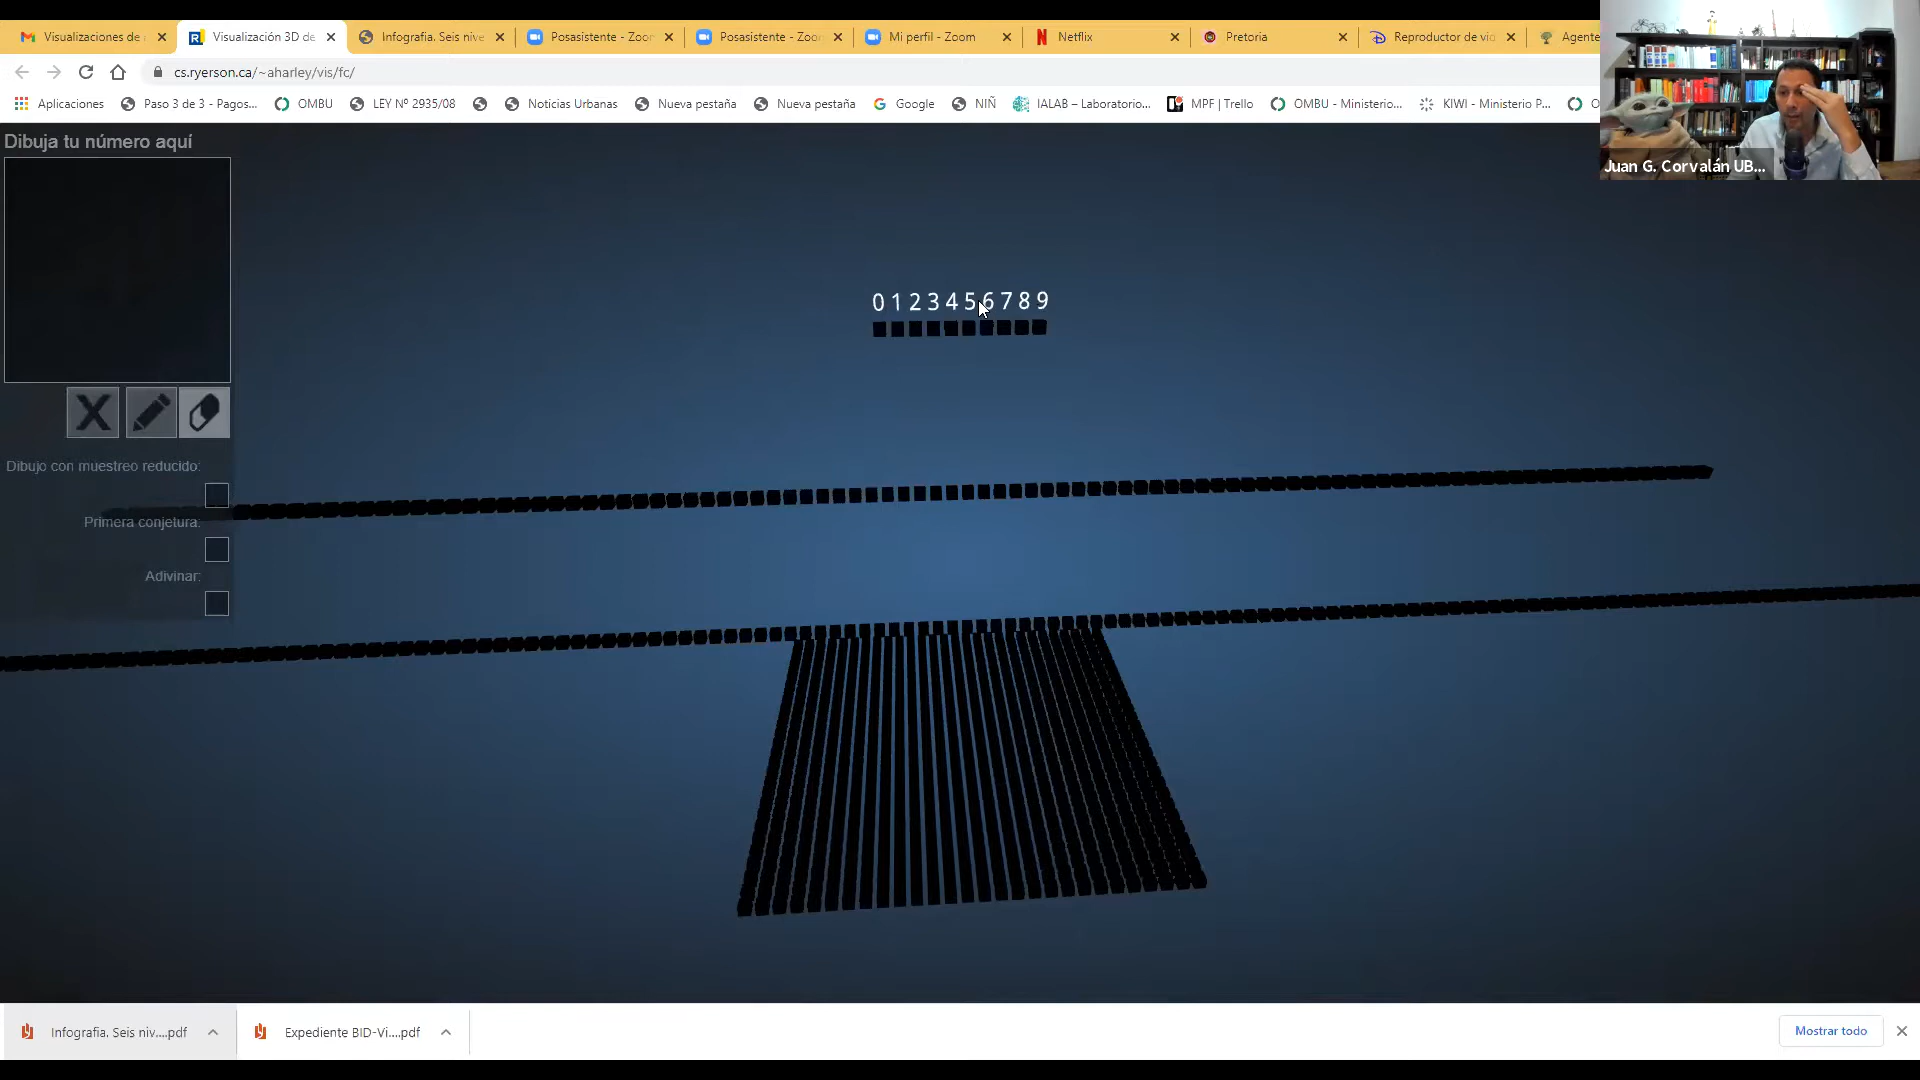 Visualizaciones de
Visualización 3D de
Infografia. Seis nive
Posasistente - Zoo
Posasistente - Zoo
Mi perfil - Zoom
Netflix
Pretoria
Reproductor de vi
Agente
cs.ryerson.ca/~aharley/vis/fc/
Aplicaciones
Paso 3 de 3 - Pagos...
OMBU
LEY Nº 2935/08
Noticias Urbanas
Nueva pestaña
Nueva pestaña
Google
NIÑ
IALAB – Laboratorio...
MPF | Trello
OMBU - Ministerio...
KIWI - Ministerio P...
O
Juan G. Corvalán UB...
Dibuja tu número aquí
0 1 2 3 4 5 6 7 8 9
Dibujo con muestreo reducido:
Primera conjetura:
Adivinar:
Infografia. Seis niv....pdf
Expediente BID-Vi....pdf
Mostrar todo